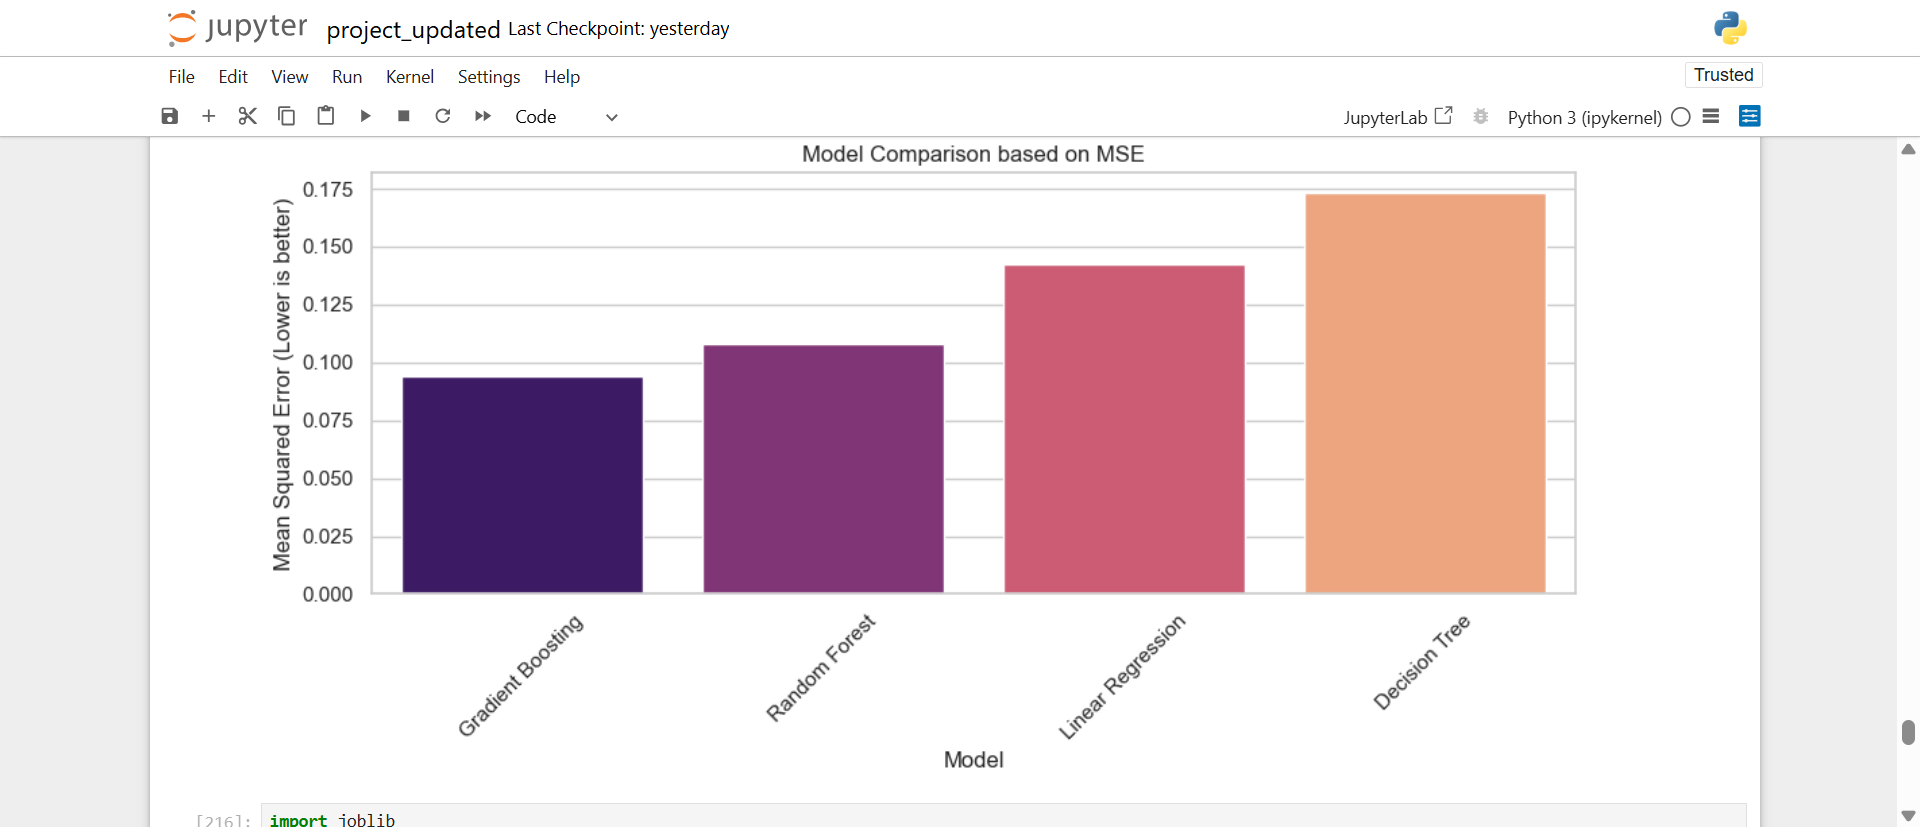 jupyter project_updated Last Checkpoint: yesterday
File Edit View Run Kernel Settings Help
Trusted
Code
JupyterLab
Python 3 (ipykernel)
Model Comparison based on MSE
Mean Squared Error (Lower is better)
0.175
0.150
0.125
0.100
0.075
0.050
0.025
0.000
Gradient Boosting
Random Forest
Linear Regression
Decision Tree
Model
[216]: import joblib